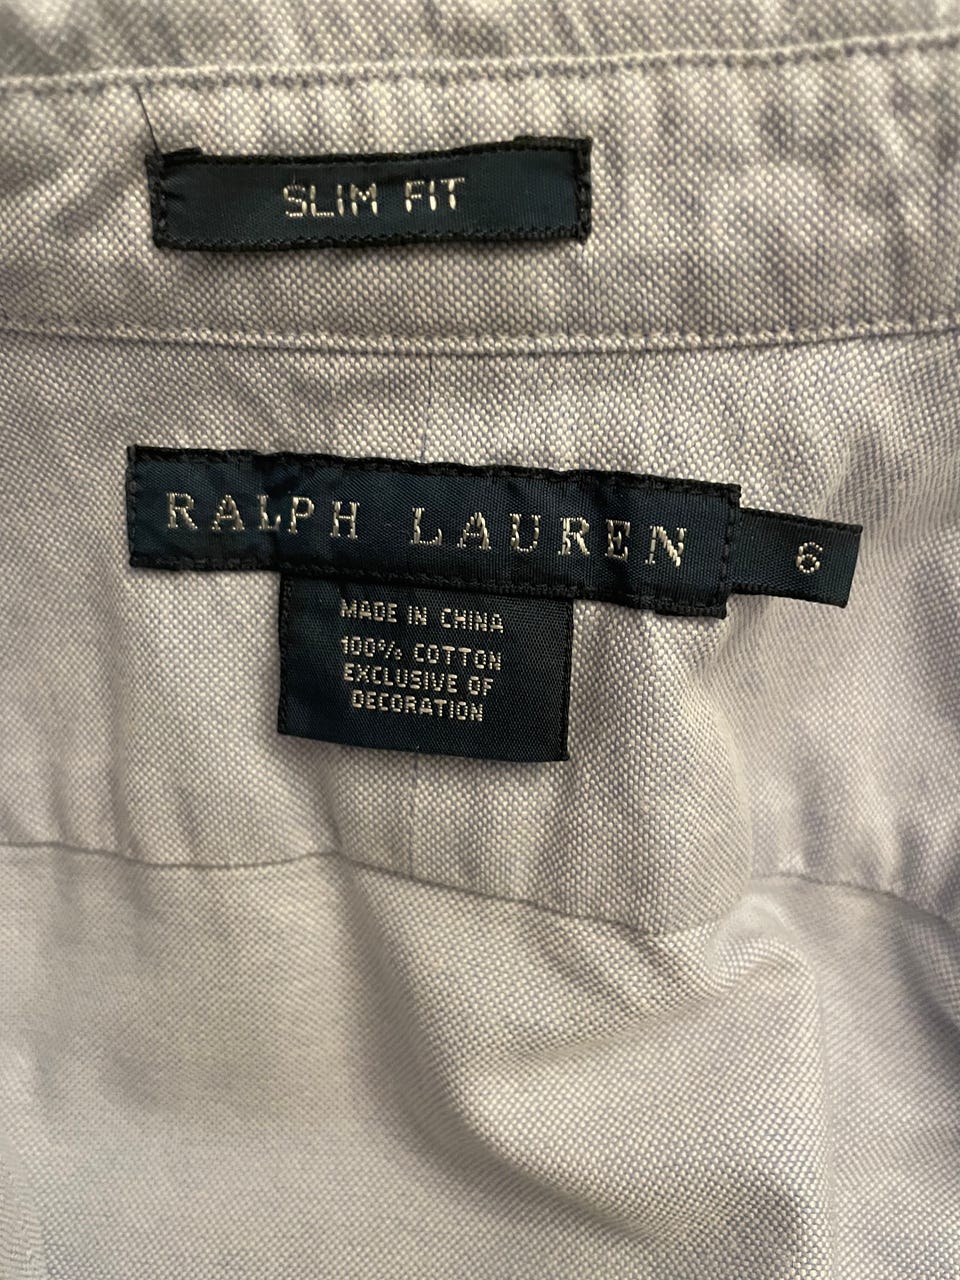 SLIM FIT
RALPH LAUREN
6
MADE IN CHINA
100% COTTON
EXCLUSIVE OF
DECORATION